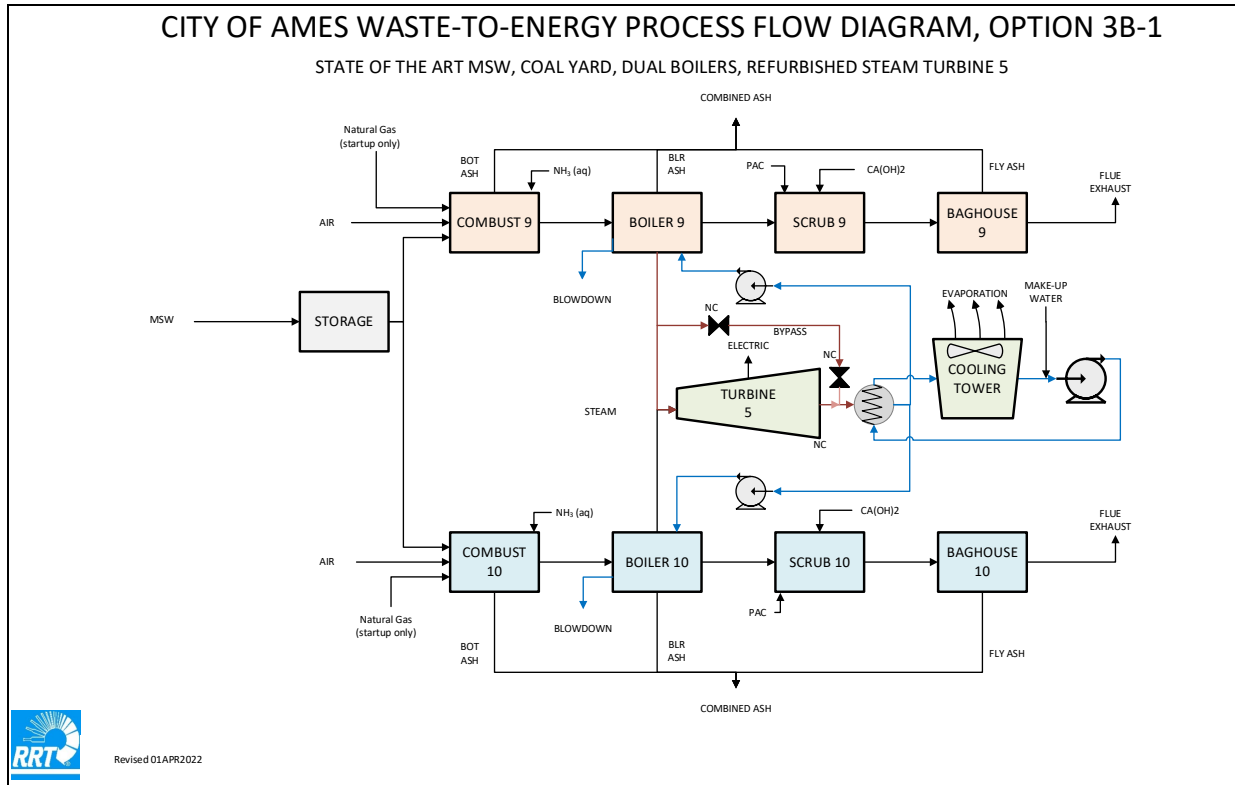 CITY OF AMES WASTE-TO-ENERGY PROCESS FLOW DIAGRAM, OPTION 3B-1
STATE OF THE ART MSW, COAL YARD, DUAL BOILERS, REFURBISHED STEAM TURBINE 5
COMBINED ASH
Natural Gas
(startup only)
BOT
ASH
NH₃ (aq)
BLR
ASH
PAC
CA(OH)2
FLY ASH
FLUE
EXHAUST
AIR
COMBUST 9
BOILER 9
SCRUB 9
BAGHOUSE
9
BLOWDOWN
MSW
STORAGE
NC
BYPASS
ELECTRIC
NC
EVAPORATION
MAKE-UP
WATER
COOLING
TOWER
STEAM
TURBINE
5
NC
NH₃ (aq)
CA(OH)2
FLUE
EXHAUST
AIR
COMBUST
10
BOILER 10
SCRUB 10
BAGHOUSE
10
Natural Gas
(startup only)
BLOWDOWN
PAC
BOT
ASH
BLR
ASH
FLY ASH
COMBINED ASH
RRT
Revised 01APR2022